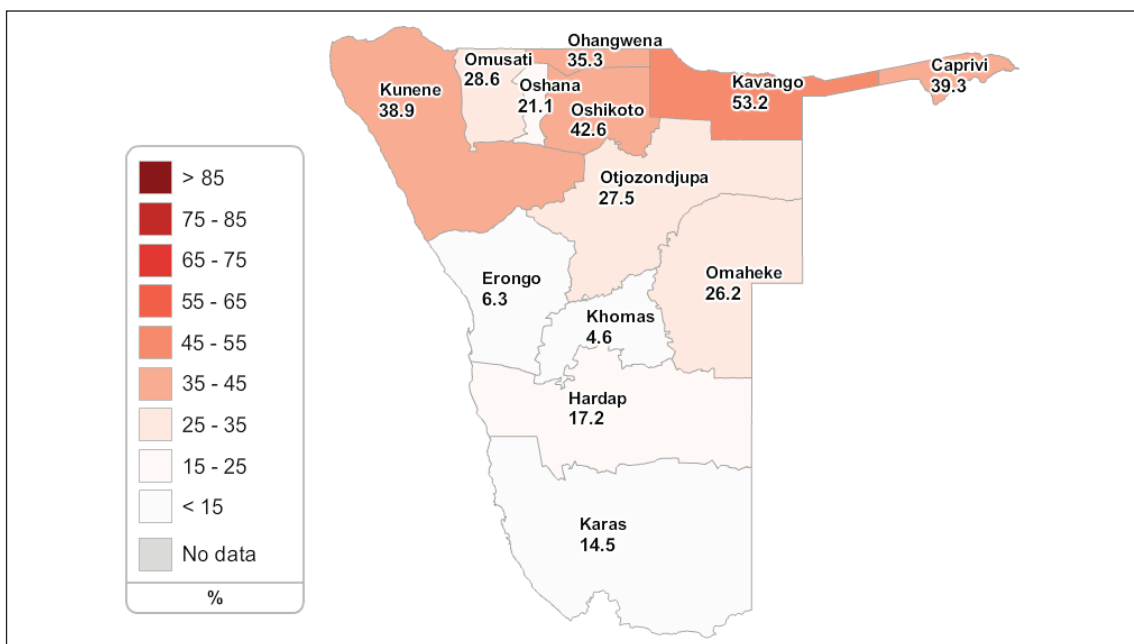 Ohangwena
35.3
Omusati
28.6
Oshana
21.1
Kunene
38.9
Oshikoto
42.6
Kavango
53.2
Caprivi
39.3
Otjozondjupa
27.5
Erongo
6.3
Omaheke
26.2
Khomas
4.6
Hardap
17.2
Karas
14.5
> 85
75 - 85
65 - 75
55 - 65
45 - 55
35 - 45
25 - 35
15 - 25
< 15
No data
%